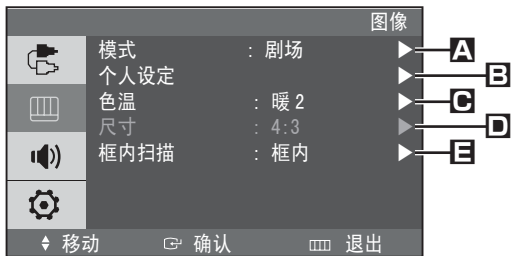 图像
模式 : 剧场 A
个人设定 B
色温 : 暖 2 C
尺寸 : 4:3 D
框内扫描 : 框内 E
移动 确认 退出